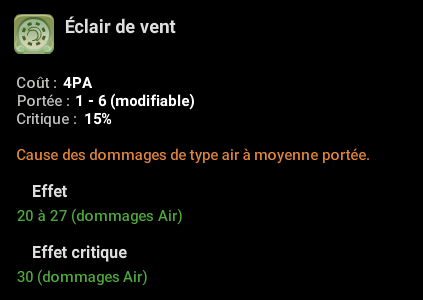 Éclair de vent
Coût : 4PA
Portée : 1 - 6 (modifiable)
Critique : 15%
Cause des dommages de type air à moyenne portée.
Effet
20 à 27 (dommages Air)
Effet critique
30 (dommages Air)